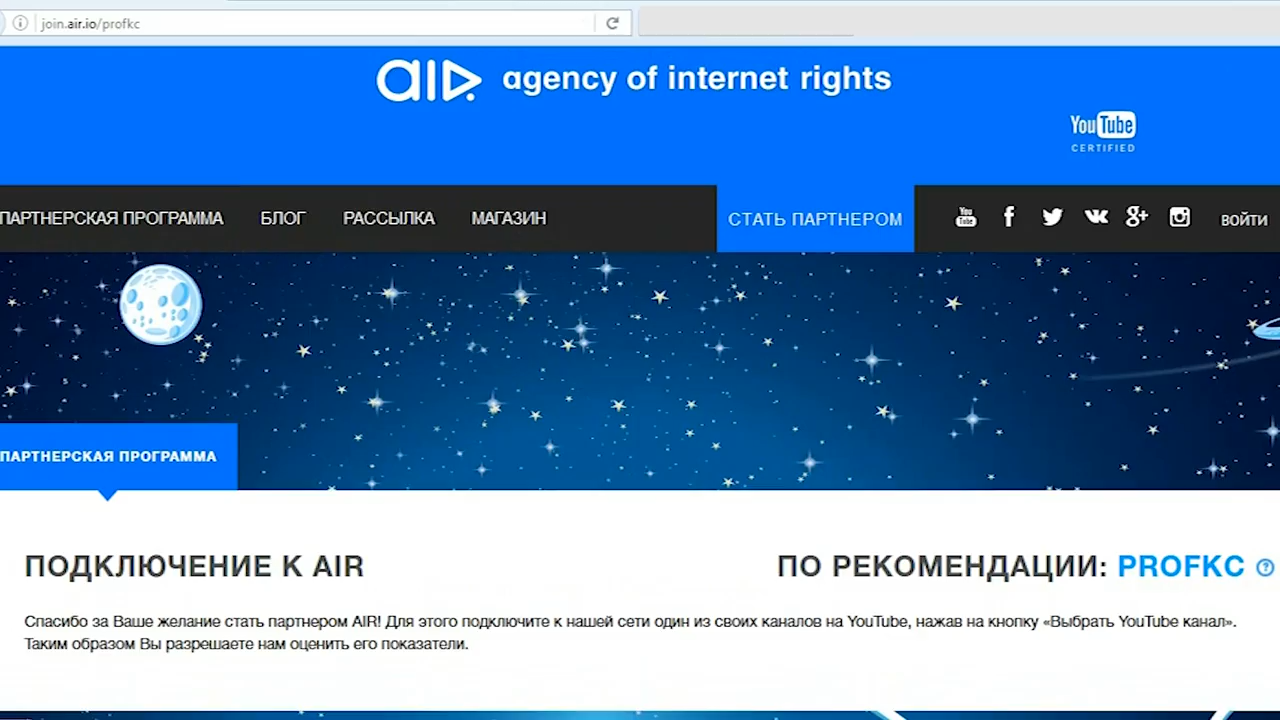 join.air.io/profkc
air agency of internet rights
YouTube
CERTIFIED
ПАРТНЕРСКАЯ ПРОГРАММА БЛОГ РАССЫЛКА МАГАЗИН СТАТЬ ПАРТНЕРОМ You Tube f g+ ВОЙТИ
ПАРТНЕРСКАЯ ПРОГРАММА
ПОДКЛЮЧЕНИЕ К AIR ПО РЕКОМЕНДАЦИИ: PROFKC ?
Спасибо за Ваше желание стать партнером AIR! Для этого подключите к нашей сети один из своих каналов на YouTube, нажав на кнопку «Выбрать YouTube канал».
Таким образом Вы разрешаете нам оценить его показатели.